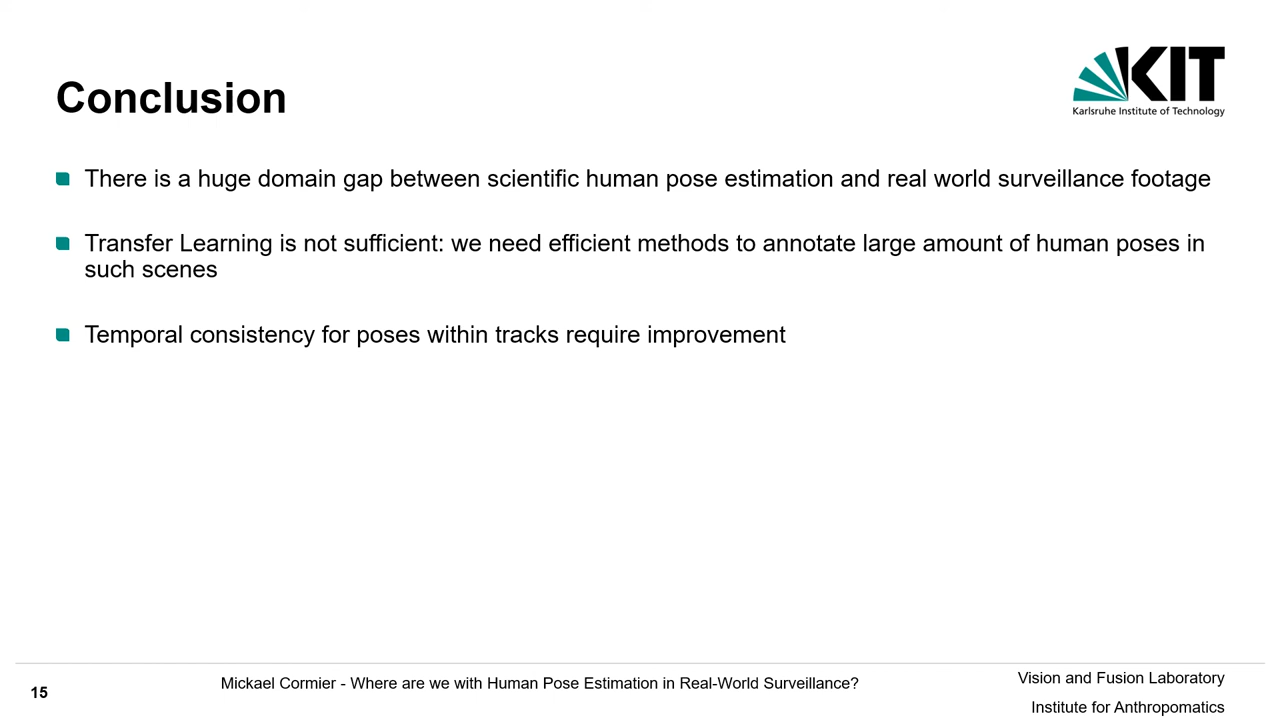 KIT
Karlsruhe Institute of Technology
Conclusion
There is a huge domain gap between scientific human pose estimation and real world surveillance footage
Transfer Learning is not sufficient: we need efficient methods to annotate large amount of human poses in
such scenes
Temporal consistency for poses within tracks require improvement
15
Mickael Cormier - Where are we with Human Pose Estimation in Real-World Surveillance?
Vision and Fusion Laboratory
Institute for Anthropomatics